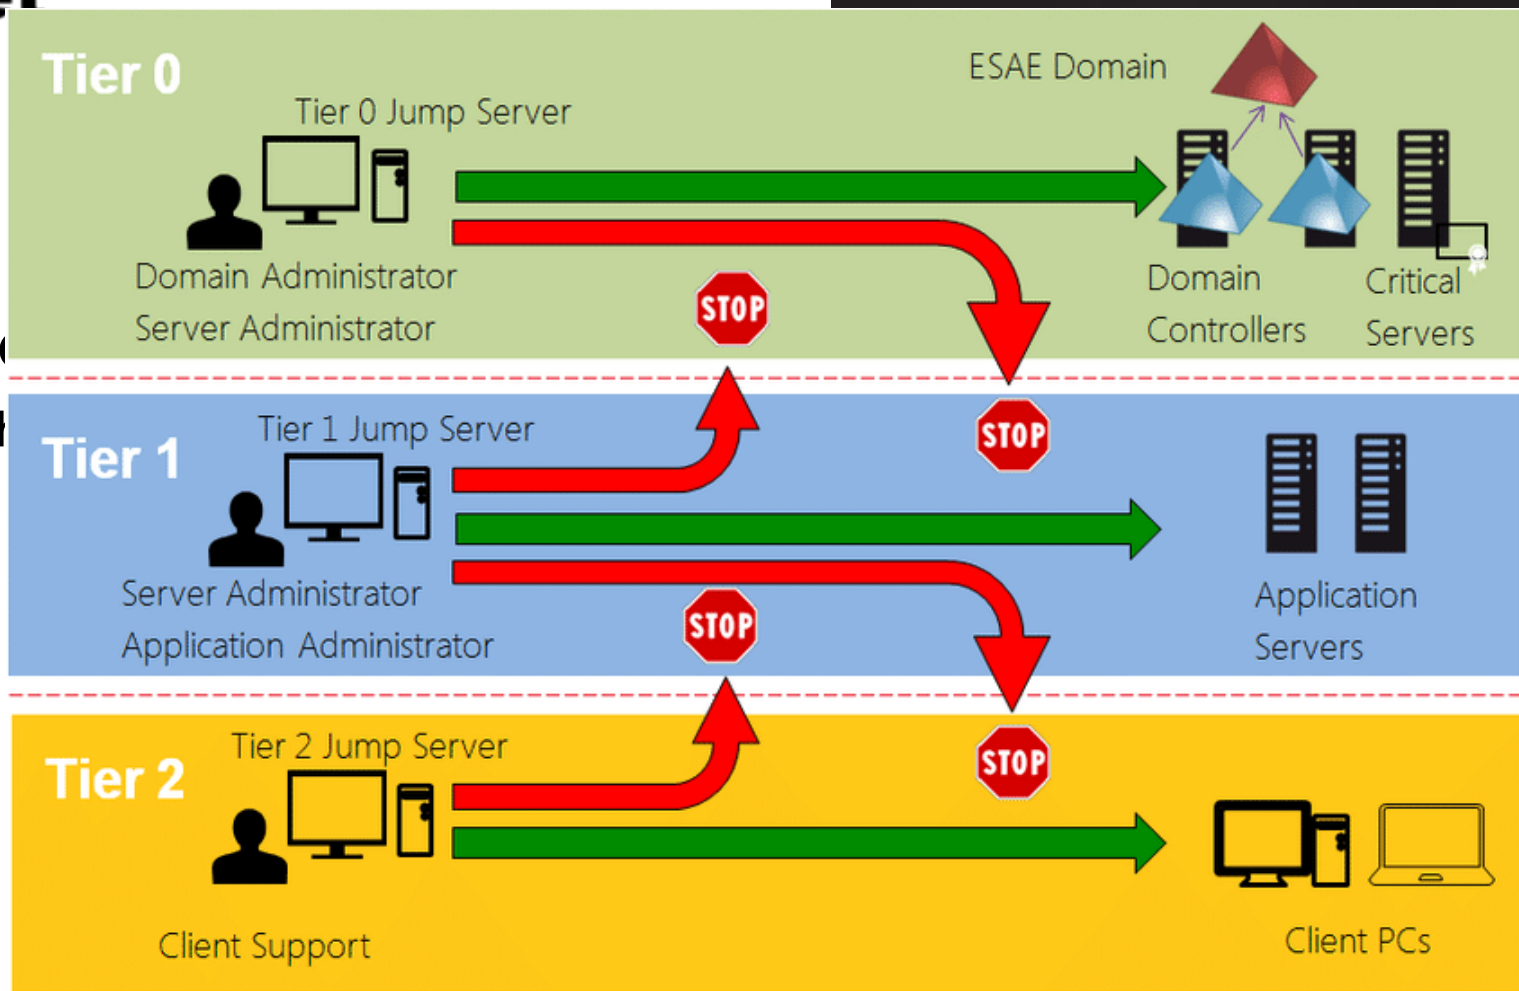 Tier 0
ESAE Domain
Tier 0 Jump Server
Domain Administrator
Server Administrator
STOP
Domain
Controllers
Critical
Servers
Tier 1
Tier 1 Jump Server
STOP
Server Administrator
Application Administrator
STOP
Application
Servers
Tier 2
Tier 2 Jump Server
STOP
Client Support
Client PCs